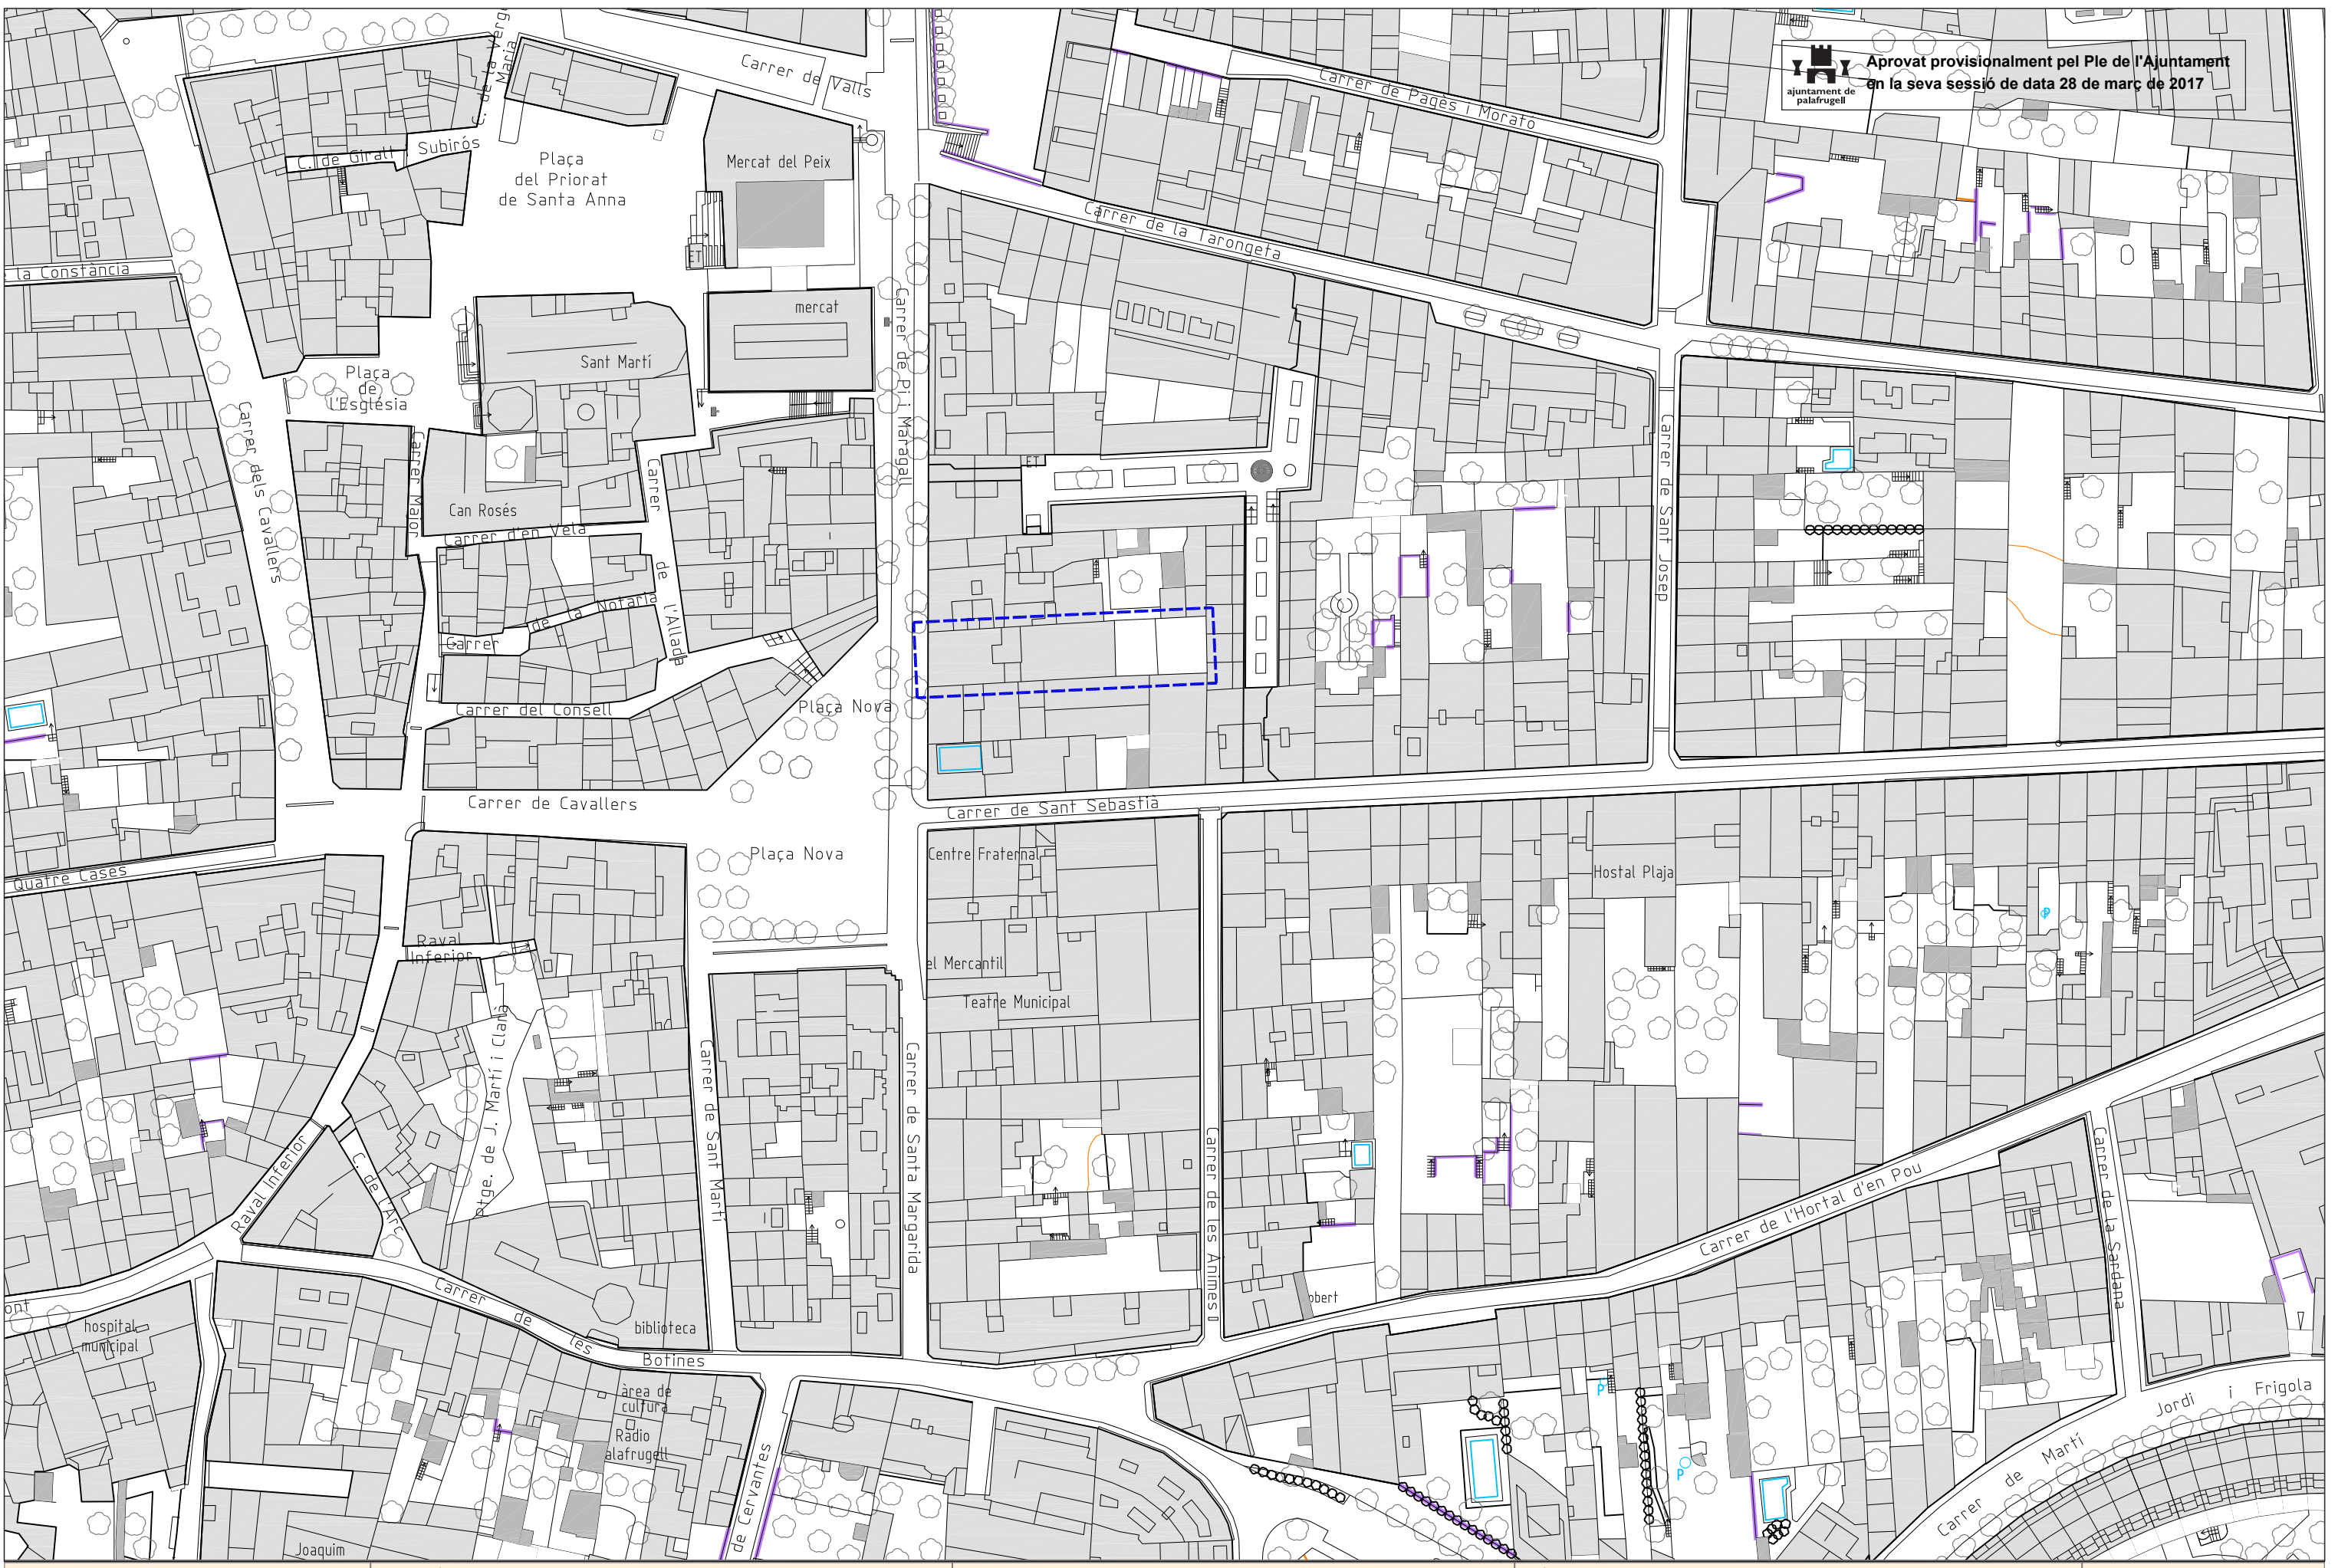 C. de la Verge
Maria
Carrer de Valls
Carrer de Pagès i Morató
Aprovat provisionalment pel Ple de l'Ajuntament
en la seva sessió de data 28 de març de 2017
ajuntament de
palafrugell
C. de Giralt i Subirós
Plaça
del Priorat
de Santa Anna
Mercat del Peix
ET
Carrer de la Tarongeta
la Constància
mercat
Sant Martí
Plaça
de
l'Església
Carrer de Pi i Maragall
Carrer dels Cavallers
Carrer Major
Can Rosés
Carrer d'en Vela
Carrer de l'Allada
ET
Carrer de Sant Josep
Carrer de la Notaria
Carrer del Consell
Plaça Nova
Carrer de Cavallers
Carrer de Sant Sebastià
Plaça Nova
Centre Fraternal
Hostal Plaja
Quatre Cases
Raval
Inferior
el Mercantil
Teatre Municipal
P
Ptge. de J. Martí i Clarà
Carrer de Sant Martí
Carrer de Santa Margarida
Carrer de les Ànimes
Raval Inferior
C. de l'Arc
Carrer de l'Hortal d'en Pou
Carrer de la Sardana
ont
hospital
municipal
Carrer de les Botines
biblioteca
obert
àrea de
cultura
Ràdio
alafrugell
de Cervantes
Joaquim
P
P
Carrer de Martí Jordi i Frigola